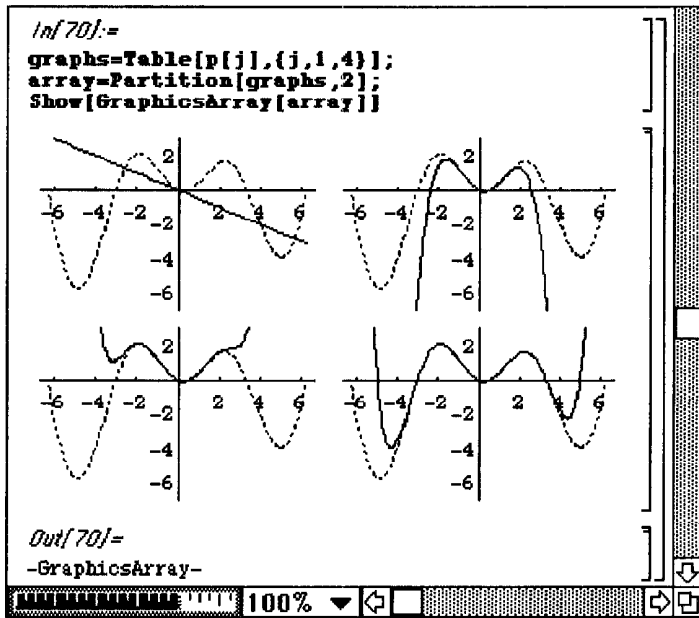 In[70]:=
graphs=Table[p[j],{j,1,4}];
array=Partition[graphs,2];
Show[GraphicsArray[array]]
2
-6 -4 -2 2 4 6
-2
-4
-6
2
-6 -4 -2 2 4 6
-2
-4
-6
2
-6 -4 -2 2 4 6
-2
-4
-6
2
-6 -4 -2 2 4 6
-2
-4
-6
Out[70]=
-GraphicsArray-
100%